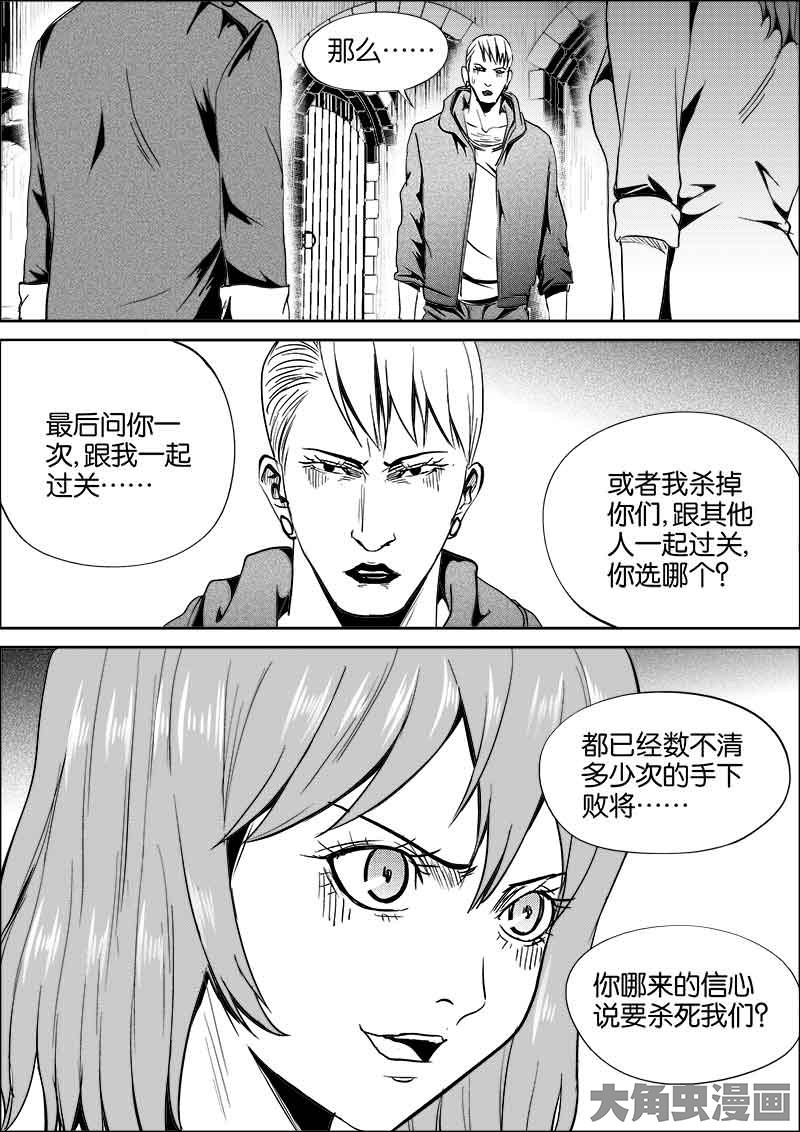 那么……
最后问你一
次,跟我一起
过关……
或者我杀掉
你们,跟其他
人一起过关,
你选哪个?
都已经数不清
多少次的手下
败将……
你哪来的信心
说要杀死我们?
大角虫漫画